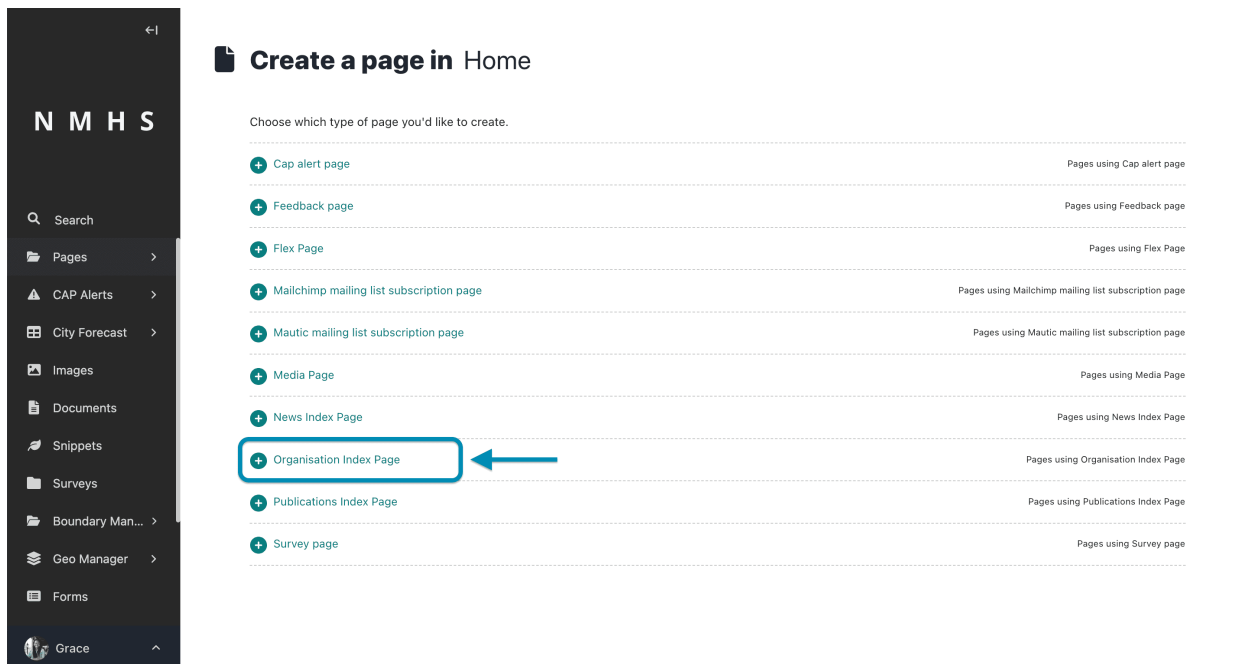 NMHS
Search
Pages
CAP Alerts
City Forecast
Images
Documents
Snippets
Surveys
Boundary Man...
Geo Manager
Forms
Grace
Create a page in Home
Choose which type of page you'd like to create.
Cap alert page Pages using Cap alert page
Feedback page Pages using Feedback page
Flex Page Pages using Flex Page
Mailchimp mailing list subscription page Pages using Mailchimp mailing list subscription page
Mautic mailing list subscription page Pages using Mautic mailing list subscription page
Media Page Pages using Media Page
News Index Page Pages using News Index Page
Organisation Index Page Pages using Organisation Index Page
Publications Index Page Pages using Publications Index Page
Survey page Pages using Survey page